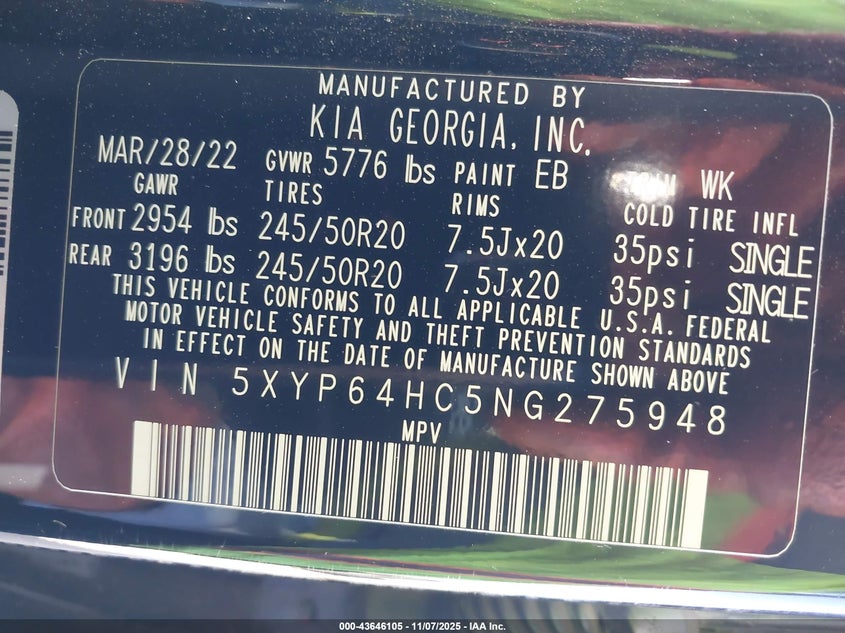 MANUFACTURED BY
KIA GEORGIA, INC.
MAR/28/22 GVWR 5776 lbs PAINT EB TRIM WK
GAWR TIRES RIMS COLD TIRE INFL
FRONT 2954 lbs 245/50R20 7.5Jx20 35psi SINGLE
REAR 3196 lbs 245/50R20 7.5Jx20 35psi SINGLE
THIS VEHICLE CONFORMS TO ALL APPLICABLE U.S.A. FEDERAL
MOTOR VEHICLE SAFETY AND THEFT PREVENTION STANDARDS
IN EFFECT ON THE DATE OF MANUFACTURE SHOWN ABOVE
VIN 5XYP64HC5NG275948
MPV
000-43646105 - 11/07/2025 - IAA Inc.